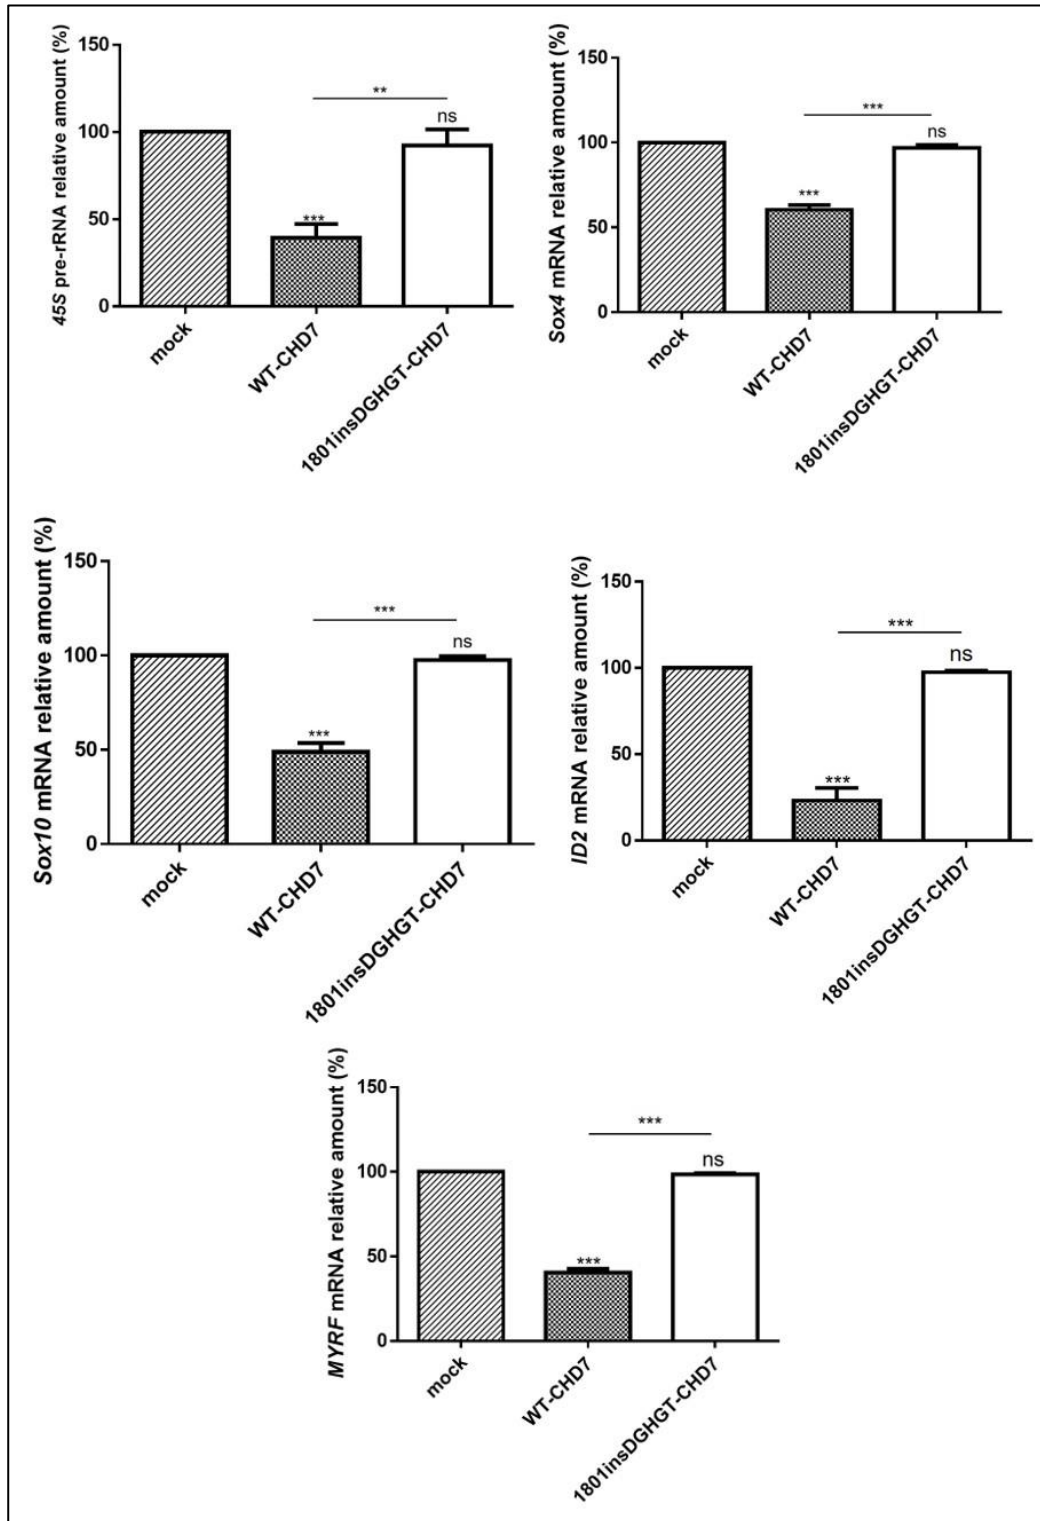 45S pre-rRNA relative amount (%)
150
100
50
0
**
***
ns
mock
WT-CHD7
1801insDGHGT-CHD7
Sox4 mRNA relative amount (%)
150
100
50
0
***
***
ns
mock
WT-CHD7
1801insDGHGT-CHD7
Sox10 mRNA relative amount (%)
150
100
50
0
***
***
ns
mock
WT-CHD7
1801insDGHGT-CHD7
ID2 mRNA relative amount (%)
150
100
50
0
***
***
ns
mock
WT-CHD7
1801insDGHGT-CHD7
MYRF mRNA relative amount (%)
150
100
50
0
***
***
ns
mock
WT-CHD7
1801insDGHGT-CHD7